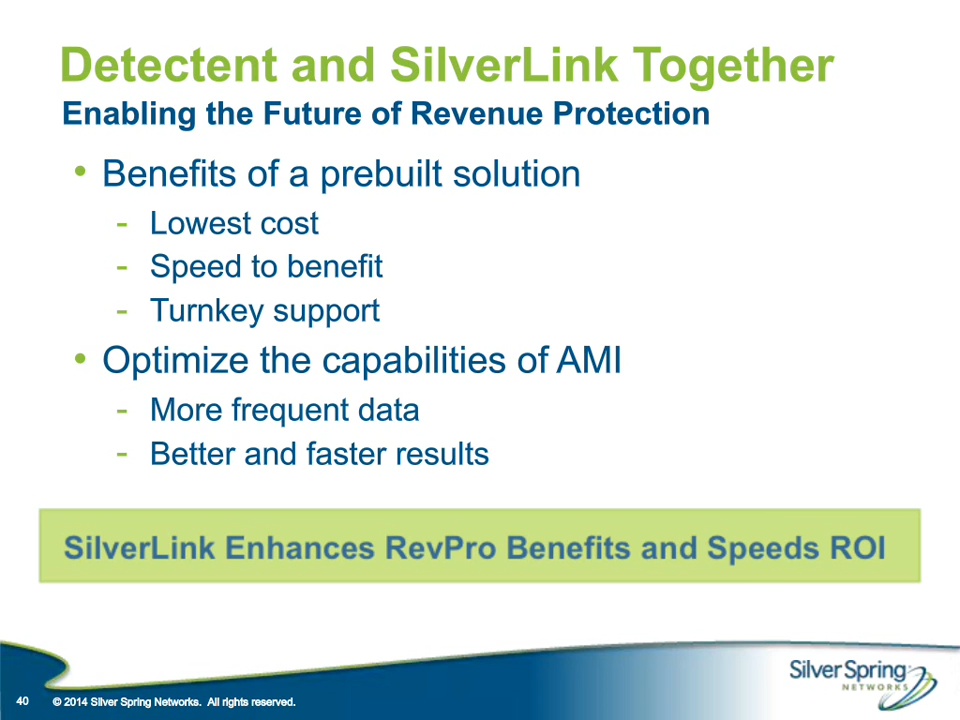 Detectent and SilverLink Together
Enabling the Future of Revenue Protection
• Benefits of a prebuilt solution
- Lowest cost
- Speed to benefit
- Turnkey support
• Optimize the capabilities of AMI
- More frequent data
- Better and faster results
SilverLink Enhances RevPro Benefits and Speeds ROI
Silver Spring
NETWORKS
40 © 2014 Silver Spring Networks. All rights reserved.